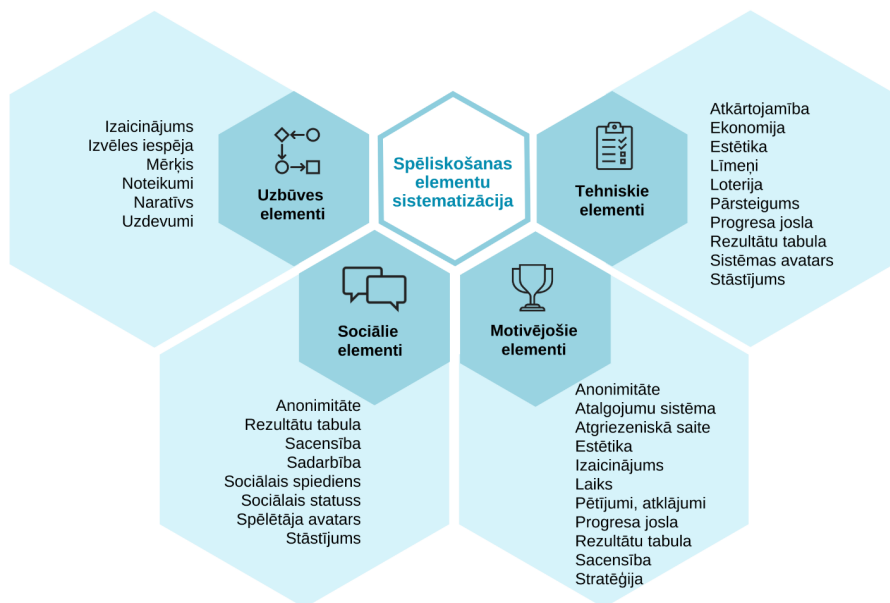 Spēliskošanas
elementu
sistematizācija
Uzbūves
elementi
Izaicinājums
Izvēles iespēja
Mērķis
Noteikumi
Naratīvs
Uzdevumi
Tehniskie
elementi
Atkārtojamība
Ekonomija
Estētika
Līmeņi
Loterija
Pārsteigums
Progresa josla
Rezultātu tabula
Sistēmas avatars
Stāstījums
Sociālie
elementi
Anonimitāte
Rezultātu tabula
Sacensība
Sadarbība
Sociālais spiediens
Sociālais statuss
Spēlētāja avatars
Stāstījums
Motivējošie
elementi
Anonimitāte
Atalgojumu sistēma
Atgriezeniskā saite
Estētika
Izaicinājums
Laiks
Pētījumi, atklājumi
Progresa josla
Rezultātu tabula
Sacensība
Stratēģija